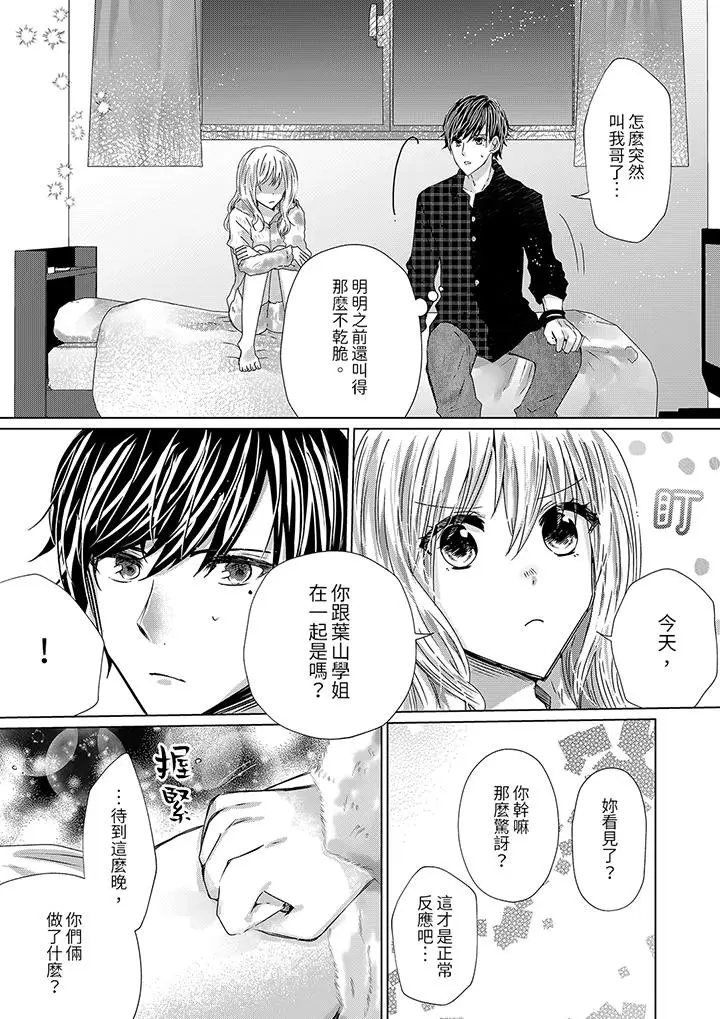 怎麼突然
叫我哥了…
明明之前還叫得
那麼不乾脆。
盯
今天，
你跟葉山學姐
在一起是嗎？
！
妳看見了？
你幹嘛
那麼驚訝？
這才是正常
反應吧…
握緊
…待到這麼晚，
你們倆
做了什麼？